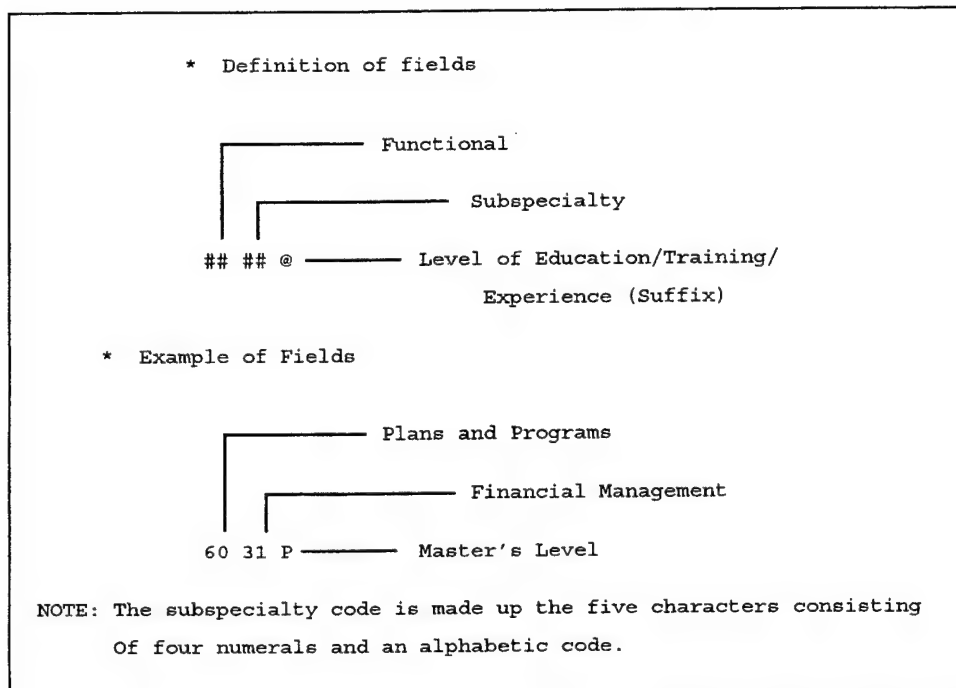 * Definition of fields
Functional
Subspecialty
## ## @ Level of Education/Training/
Experience (Suffix)
* Example of Fields
Plans and Programs
Financial Management
60 31 P Master's Level
NOTE: The subspecialty code is made up the five characters consisting
Of four numerals and an alphabetic code.